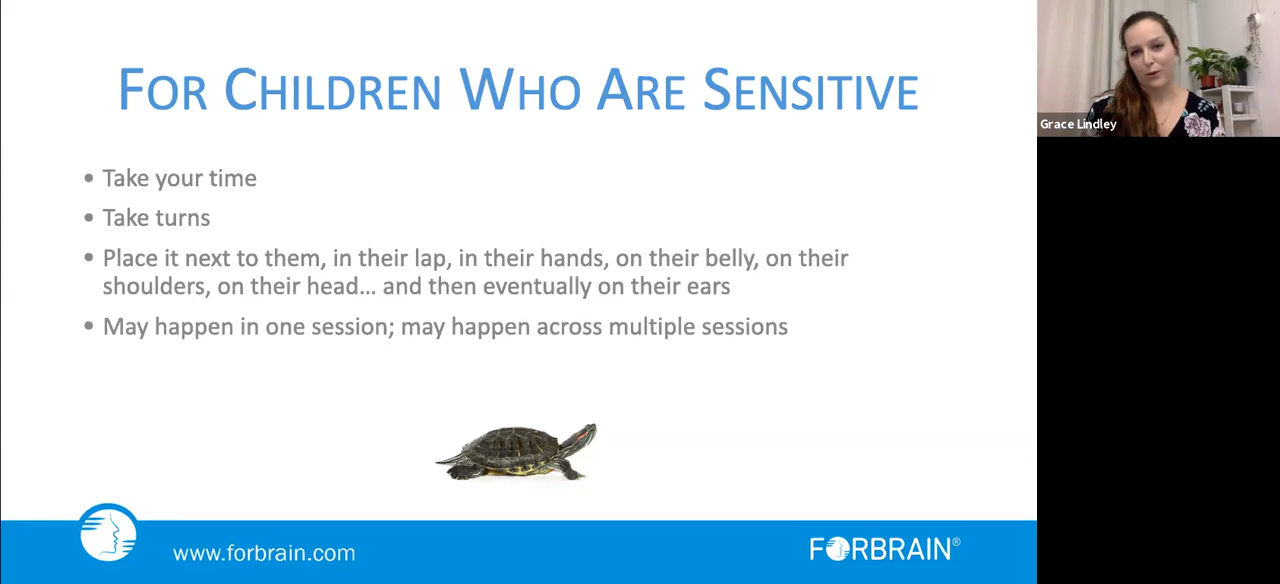 FOR CHILDREN WHO ARE SENSITIVE
• Take your time
• Take turns
• Place it next to them, in their lap, in their hands, on their belly, on their
shoulders, on their head... and then eventually on their ears
• May happen in one session; may happen across multiple sessions
www.forbrain.com
FORBRAIN®
Grace Lindley